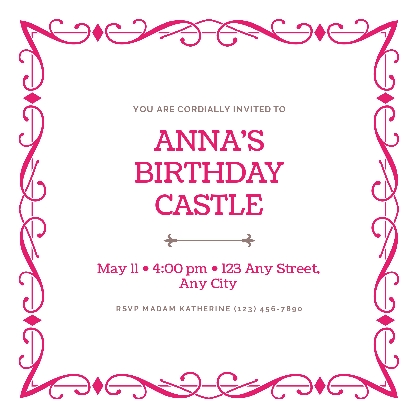 YOU ARE CORDIALLY INVITED TO
ANNA'S
BIRTHDAY
CASTLE
May 11 • 4:00 pm • 123 Any Street,
Any City
RSVP MADAM KATHERINE (123) 456-7890